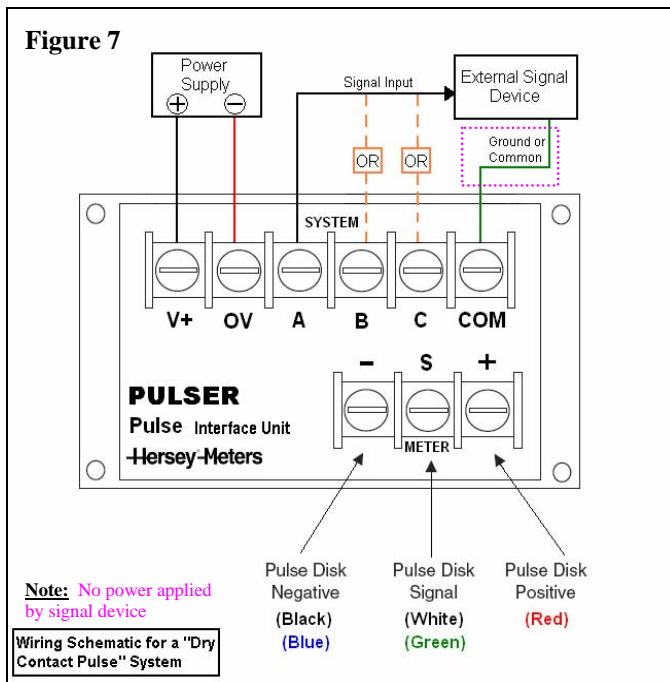 Figure 7
Power
Supply
+ −
Signal Input
External Signal
Device
OR OR
Ground or
Common
SYSTEM
V+ OV A B C COM
− S +
PULSER
Pulse Interface Unit
Hersey Meters
METER
Pulse Disk
Negative
(Black)
(Blue)
Pulse Disk
Signal
(White)
(Green)
Pulse Disk
Positive
(Red)
Note: No power applied
by signal device
Wiring Schematic for a "Dry
Contact Pulse" System